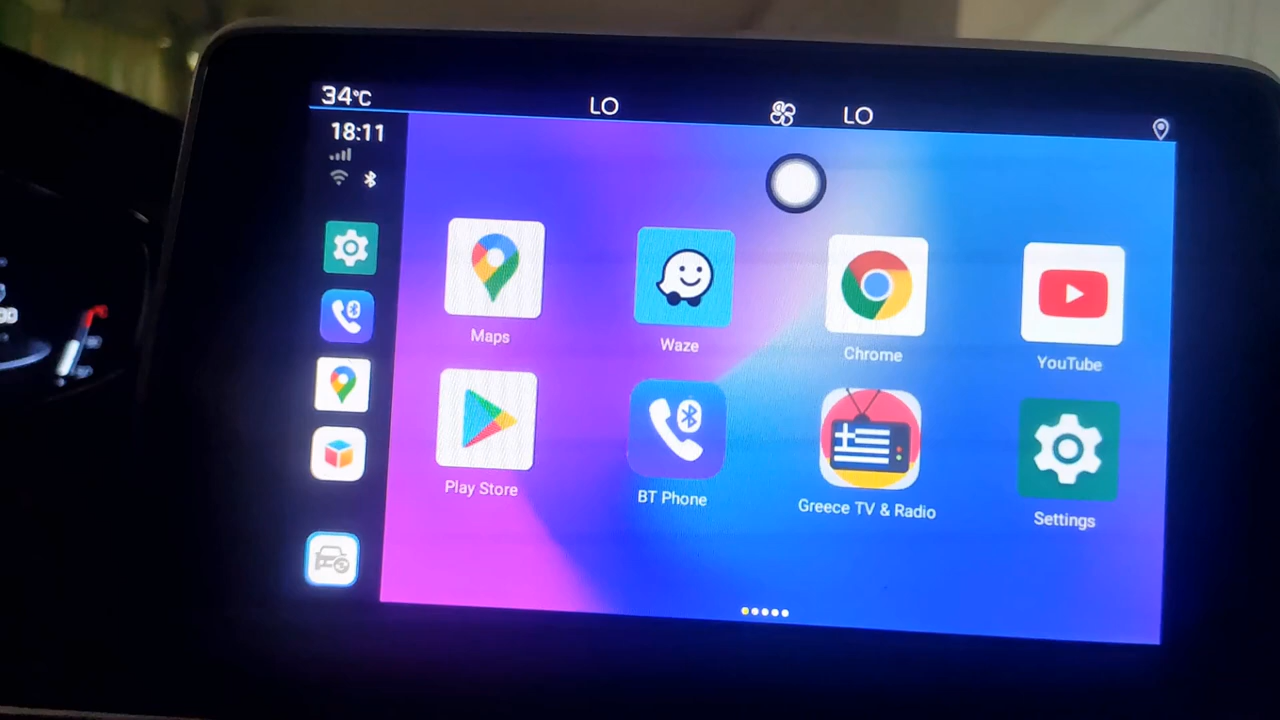 34°C
LO
LO
18:11
Maps
Waze
Chrome
YouTube
Play Store
BT Phone
Greece TV & Radio
Settings